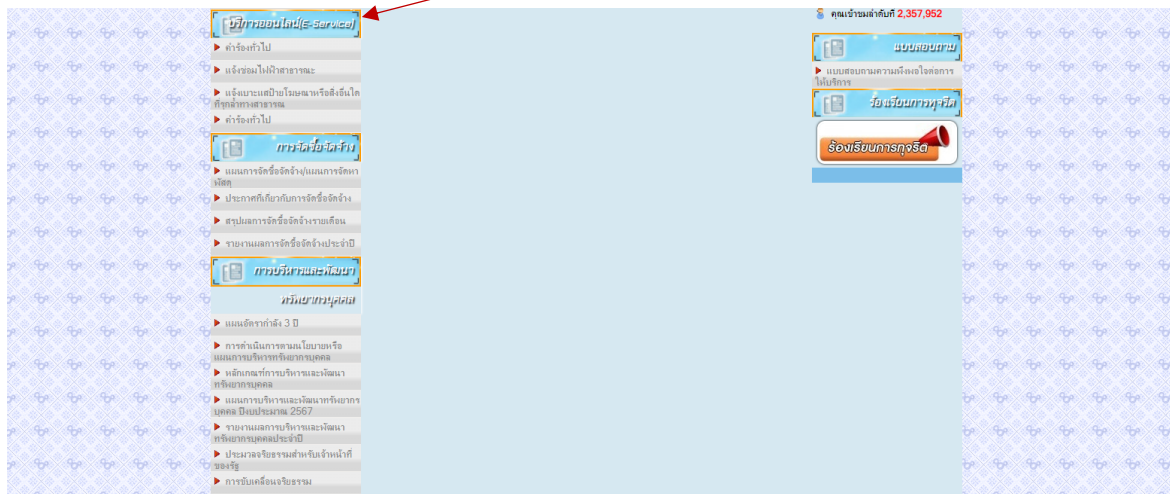 บริการออนไลน์(E-Service)
คำร้องทั่วไป
แจ้งซ่อมไฟฟ้าสาธารณะ
แจ้งเบาะแสป้ายโฆษณาหรือสิ่งอื่นใด
ที่รุกล้ำทางสาธารณ
คำร้องทั่วไป
การจัดซื้อจัดจ้าง
แผนการจัดซื้อจัดจ้าง/แผนการจัดหา
พัสดุ
ประกาศที่เกี่ยวกับการจัดซื้อจัดจ้าง
สรุปผลการจัดซื้อจัดจ้างรายเดือน
รายงานผลการจัดซื้อจัดจ้างประจำปี
การบริหารและพัฒนา
ทรัพยากรบุคคล
แผนอัตรากำลัง 3 ปี
การดำเนินการตามนโยบายหรือ
แผนการบริหารทรัพยากรบุคคล
หลักเกณฑ์การบริหารและพัฒนา
ทรัพยากรบุคคล
แผนการบริหารและพัฒนาทรัพยากร
บุคคล ปีงบประมาณ 2567
รายงานผลการบริหารและพัฒนา
ทรัพยากรบุคคลประจำปี
ประมวลจริยธรรมสำหรับเจ้าหน้าที่
ของรัฐ
การขับเคลื่อนจริยธรรม
คุณเข้าชมลำดับที่ 2,357,952
แบบสอบถาม
แบบสอบถามความพึงพอใจต่อการ
ให้บริการ
ร้องเรียนการทุจริต
ร้องเรียนการทุจริต